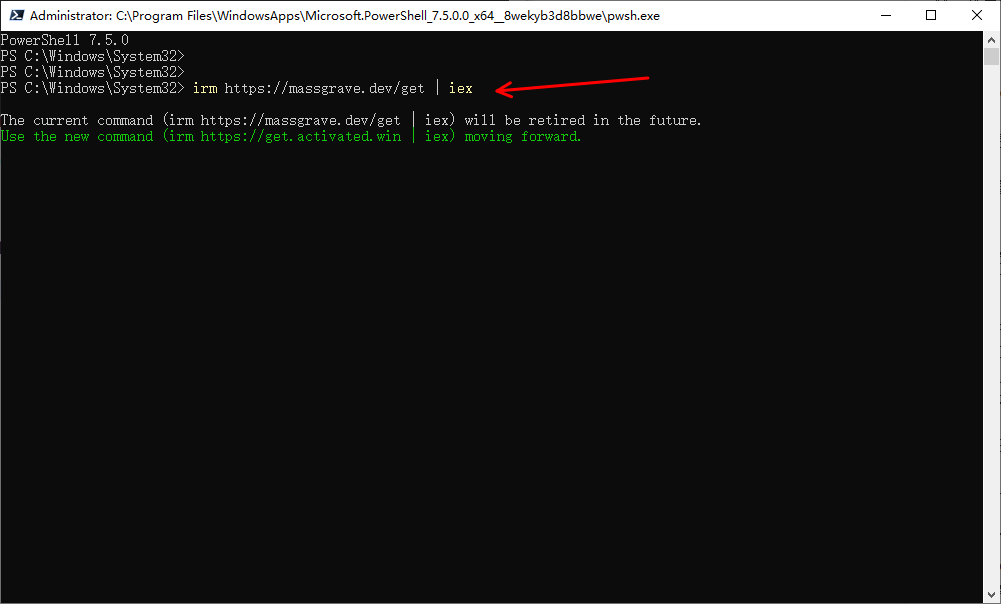 Administrator: C:\Program Files\WindowsApps\Microsoft.PowerShell_7.5.0.0_x64__8wekyb3d8bbwe\pwsh.exe
PowerShell 7.5.0
PS C:\Windows\System32>
PS C:\Windows\System32>
PS C:\Windows\System32> irm https://massgrave.dev/get | iex
The current command (irm https://massgrave.dev/get | iex) will be retired in the future.
Use the new command (irm https://get.activated.win | iex) moving forward.